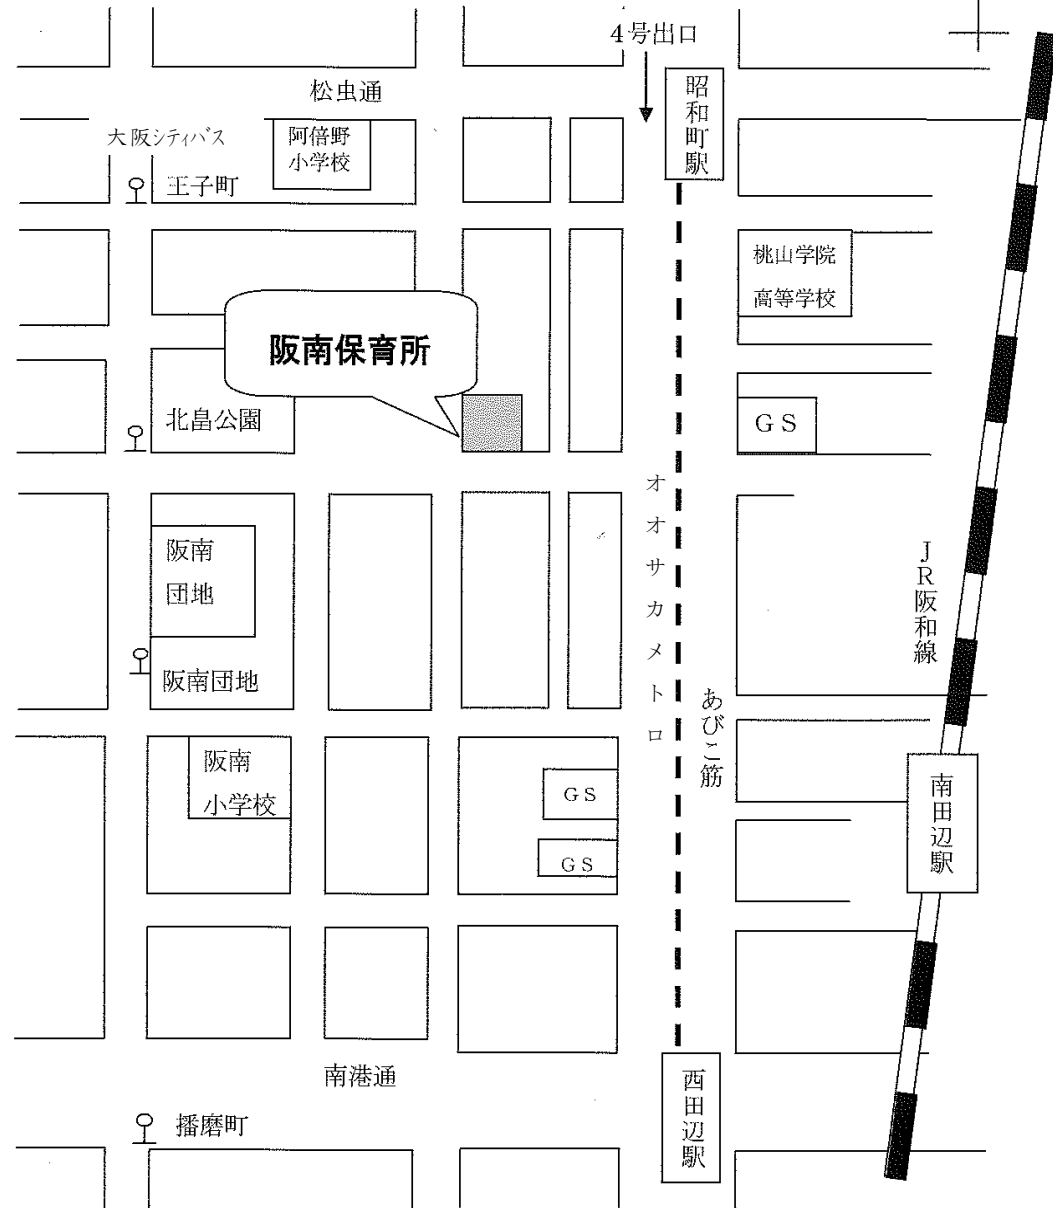 4号出口
松虫通
昭和町駅
大阪シティバス
阿倍野
小学校
王子町
桃山学院
高等学校
阪南保育所
北畠公園
GS
オオサカメトロ
阪南
団地
JR阪和線
阪南団地
あびこ筋
阪南
小学校
GS
南田辺駅
GS
南港通
西田辺駅
播磨町